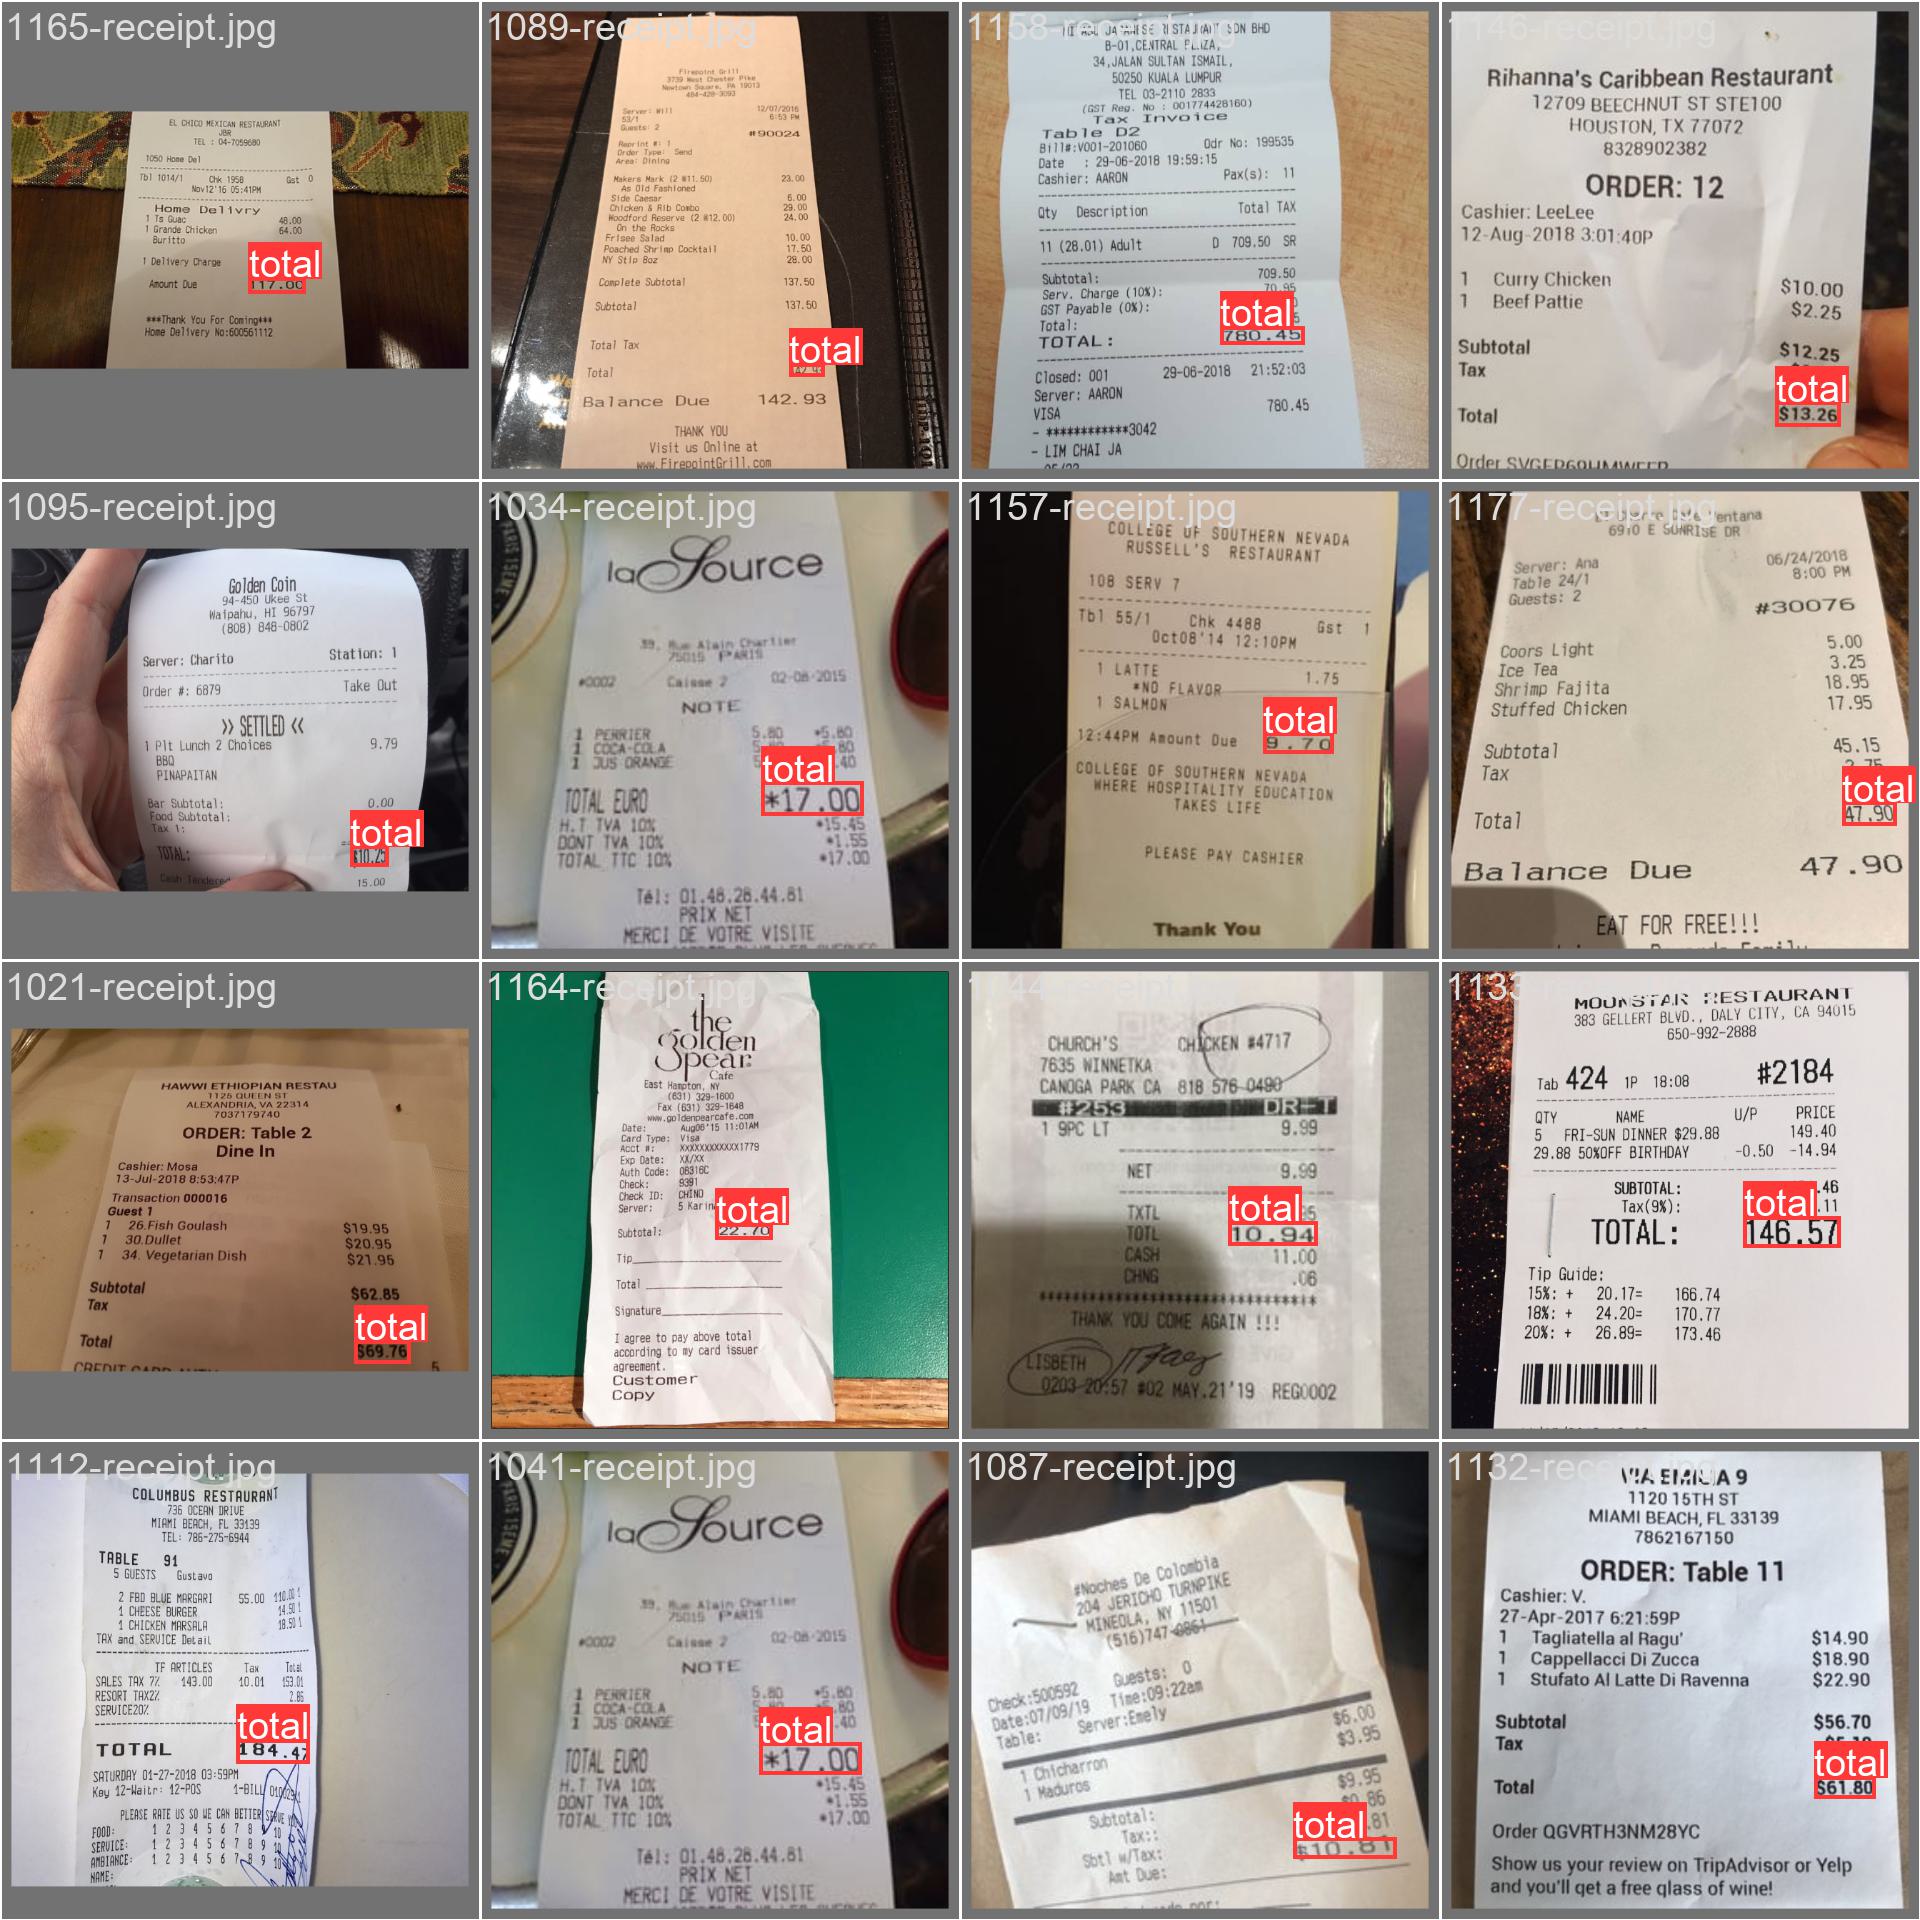 1165-receipt.jpg
EL CHICO MEXICAN RESTAURANT
JBR
TEL : 04-7059680
1050 Home Del
Tbl 1014/1 Chk 1958 Gst 0
Nov12'16 05:41PM
Home Delivry
1 Ts Guac 48.00
1 Grande Chicken 64.00
Buritto
1 Delivery Charge
total
Amount Due 117.00
***Thank You For Coming***
Home Delivery No:600561112
1089-receipt.jpg
Firepoint Grill
3739 West Chester Pike
Newtown Square, PA 19013
484-428-3093
Server: Will 12/07/2016
53/1 6:53 PM
Guests: 2
#90024
Reprint #: 1
Order Type: Send
Area: Dining
Makers Mark (2 @11.50) 23.00
As Old Fashioned
Side Caesar 6.00
Chicken & Rib Combo 29.00
Woodford Reserve (2 @12.00) 24.00
On the Rocks
Frisee Salad 10.00
Poached Shrimp Cocktail 17.50
NY Stip 8oz 28.00
Complete Subtotal 137.50
Subtotal 137.50
Total Tax
total
Total
Balance Due 142.93
THANK YOU
Visit us Online at
www.FirepointGrill.com
1158-receipt.jpg
JAPANESE RESTAURANT SDN BHD
B-01,CENTRAL PLAZA,
34,JALAN SULTAN ISMAIL,
50250 KUALA LUMPUR
TEL 03-2110 2833
(GST Reg. No : 001774428160)
Tax Invoice
Table D2
Bill#:V001-201060 Odr No: 199535
Date : 29-06-2018 19:59:15
Cashier: AARON Pax(s): 11
Qty Description Total TAX
11 (28.01) Adult D 709.50 SR
Subtotal: 709.50
Serv. Charge (10%): 70.95
GST Payable (0%):
total
Total:
TOTAL: 780.45
Closed: 001 29-06-2018 21:52:03
Server: AARON
VISA 780.45
- ************3042
- LIM CHAI JA
1146-receipt.jpg
Rihanna's Caribbean Restaurant
12709 BEECHNUT ST STE100
HOUSTON, TX 77072
8328902382
ORDER: 12
Cashier: LeeLee
12-Aug-2018 3:01:40P
1 Curry Chicken $10.00
1 Beef Pattie $2.25
Subtotal $12.25
Tax
total
Total $13.26
Order
1095-receipt.jpg
Golden Coin
94-450 Ukee St
Waipahu, HI 96797
(808) 848-0802
Server: Charito Station: 1
Order #: 6879 Take Out
>> SETTLED <<
1 Plt Lunch 2 Choices 9.79
BBQ
PINAPAITAN
Bar Subtotal: 0.00
Food Subtotal:
Tax 1:
total
TOTAL: $10.25
Cash Tendered 15.00
1034-receipt.jpg
la Source
39, Rue Alain Chartier
75015 PARIS
#0002 Caisse 2 02-08-2015
NOTE
1 PERRIER 5.80 *5.80
1 COCA-COLA
1 JUS ORANGE
total
TOTAL EURO *17.00
H.T TVA 10% *15.45
DONT TVA 10% *1.55
TOTAL TTC 10% *17.00
Tél: 01.48.28.44.81
PRIX NET
MERCI DE VOTRE VISITE
1157-receipt.jpg
COLLEGE OF SOUTHERN NEVADA
RUSSELL'S RESTAURANT
108 SERV 7
Tbl 55/1 Chk 4488 Gst 1
Oct08'14 12:10PM
1 LATTE 1.75
*NO FLAVOR
1 SALMON
total
12:44PM Amount Due 9.70
COLLEGE OF SOUTHERN NEVADA
WHERE HOSPITALITY EDUCATION
TAKES LIFE
PLEASE PAY CASHIER
Thank You
1177-receipt.jpg
6910 E SUNRISE DR
Server: Ana 06/24/2018
Table 24/1 8:00 PM
Guests: 2
#30076
Coors Light 5.00
Ice Tea 3.25
Shrimp Fajita 18.95
Stuffed Chicken 17.95
Subtotal 45.15
Tax
total
Total 47.90
Balance Due 47.90
EAT FOR FREE!!!
1021-receipt.jpg
HAWWI ETHIOPIAN RESTAU
1125 QUEEN ST
ALEXANDRIA, VA 22314
7037179740
ORDER: Table 2
Dine In
Cashier: Mosa
13-Jul-2018 8:53:47P
Transaction 000016
Guest 1
1 26.Fish Goulash $19.95
1 30.Dullet $20.95
1 34. Vegetarian Dish $21.95
Subtotal $62.85
Tax
total
Total $69.76
1164-receipt.jpg
the
golden
pear
Cafe
East Hampton, NY
(631) 329-1600
Fax (631) 329-1648
www.goldenpearcafe.com
Date: Aug06'15 11:01AM
Card Type: Visa
Acct #: XXXXXXXXXXXX1779
Exp Date: XX/XX
Auth Code: 08316C
Check: 9391
Check ID: CHINO
Server: 5 Karin
total
Subtotal: 22.70
Tip
Total
Signature
I agree to pay above total
according to my card issuer
agreement.
Customer
Copy
1144-receipt.jpg
CHURCH'S CHICKEN #4717
7635 WINNETKA
CANOGA PARK CA 818 576 0490
#253 DR-T
1 9PC LT 9.99
NET 9.99
TXTL
total
TOTL 10.94
CASH 11.00
CHNG .06
THANK YOU COME AGAIN !!!
LISBETH
0203 20:57 #02 MAY.21'19 REG0002
1133
MOONSTAR RESTAURANT
383 GELLERT BLVD., DALY CITY, CA 94015
650-992-2888
Tab 424 1P 18:08 #2184
QTY NAME U/P PRICE
5 FRI-SUN DINNER $29.88 149.40
29.88 50%OFF BIRTHDAY -0.50 -14.94
SUBTOTAL: .46
Tax(9%): .11
total
TOTAL: 146.57
Tip Guide:
15%: + 20.17= 166.74
18%: + 24.20= 170.77
20%: + 26.89= 173.46
1112-receipt.jpg
COLUMBUS RESTAURANT
736 OCEAN DRIVE
MIAMI BEACH, FL 33139
TEL: 786-275-6944
TABLE 91
5 GUESTS Gustavo
2 FBD BLUE MARGARI 55.00 110.00 1
1 CHEESE BURGER 14.50 1
1 CHICKEN MARSALA 18.50 1
TAX and SERVICE Detail
TF ARTICLES Tax Total
SALES TAX 7% 143.00 10.01 153.01
RESORT TAX2% 2.86
SERVICE20%
total
TOTAL 184.47
SATURDAY 01-27-2018 03:59PM
Key 12-Waitr: 12-POS 1-BILL
PLEASE RATE US SO WE CAN BETTER SERVE
FOOD: 1 2 3 4 5 6 7 8 9 10
SERVICE: 1 2 3 4 5 6 7 8 9 10
AMBIANCE: 1 2 3 4 5 6 7 8 9 10
NAME:
1041-receipt.jpg
la Source
39, Rue Alain Chartier
75015 PARIS
#0002 Caisse 2 02-08-2015
NOTE
1 PERRIER 5.80 *5.80
1 COCA-COLA
1 JUS ORANGE
total
TOTAL EURO *17.00
H.T TVA 10% *15.45
DONT TVA 10% *1.55
TOTAL TTC 10% *17.00
Tél: 01.48.28.44.81
PRIX NET
MERCI DE VOTRE VISITE
1087-receipt.jpg
#Noches De Colombia
204 JERICHO TURNPIKE
MINEOLA, NY 11501
(516)747-0861
Check:500592 Guests: 0
Date:07/09/19 Time:09:22am
Table: Server:Emely
1 Chicharron $6.00
1 Maduros $3.95
Subtotal: $9.95
Tax:: $0.86
Sbtl w/Tax: .81
total
Amt Due: $10.81
1132-receipt.jpg
VIA EMILIA 9
1120 15TH ST
MIAMI BEACH, FL 33139
7862167150
ORDER: Table 11
Cashier: V.
27-Apr-2017 6:21:59P
1 Tagliatella al Ragu' $14.90
1 Cappellacci Di Zucca $18.90
1 Stufato Al Latte Di Ravenna $22.90
Subtotal $56.70
Tax
total
Total $61.80
Order QGVRTH3NM28YC
Show us your review on TripAdvisor or Yelp
and you'll get a free glass of wine!